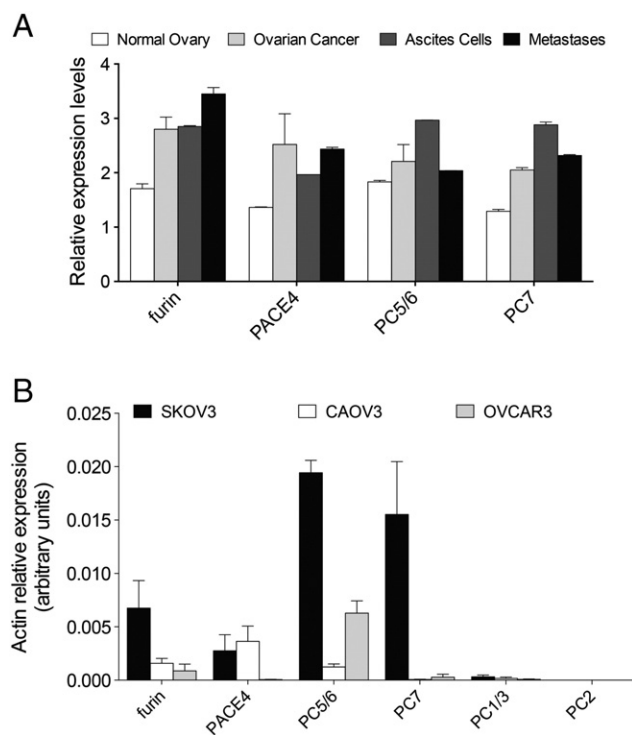 A
Normal Ovary Ovarian Cancer Ascites Cells Metastases
Relative expression levels
4
3
2
1
0
furin PACE4 PC5/6 PC7
B
SKOV3 CAOV3 OVCAR3
Actin relative expression
(arbitrary units)
0.025
0.020
0.015
0.010
0.005
0.000
furin PACE4 PC5/6 PC7 PC1/3 PC2